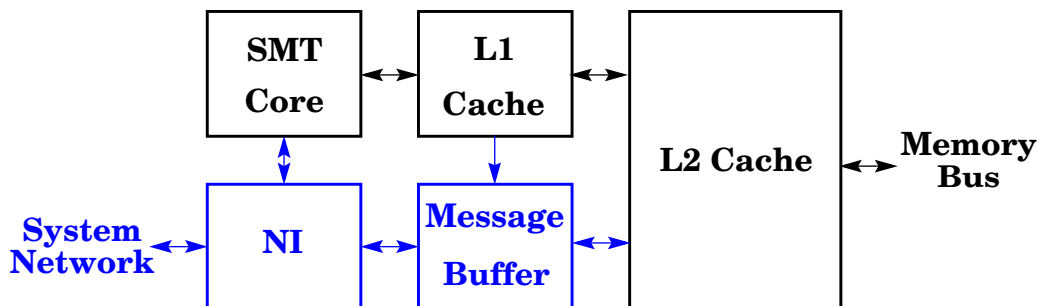 SMT
Core
L1
Cache
L2 Cache
Memory
Bus
System
Network
NI
Message
Buffer